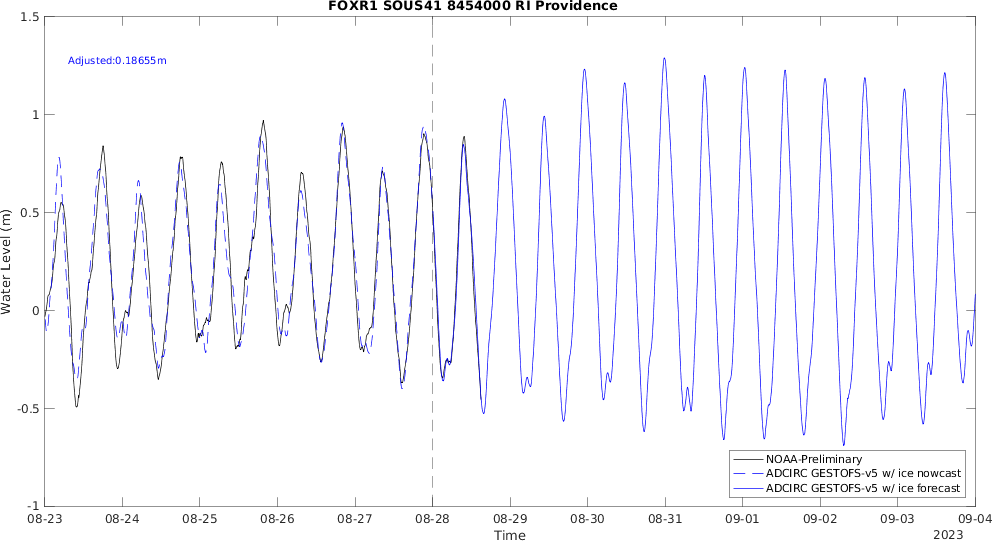 FOXR1 SOUS41 8454000 RI Providence
Adjusted:0.18655m
Water Level (m)
1.5
1
0.5
0
-0.5
-1
NOAA-Preliminary
ADCIRC GESTOFS-v5 w/ ice nowcast
ADCIRC GESTOFS-v5 w/ ice forecast
08-23 08-24 08-25 08-26 08-27 08-28 08-29 08-30 08-31 09-01 09-02 09-03 09-04
Time
2023